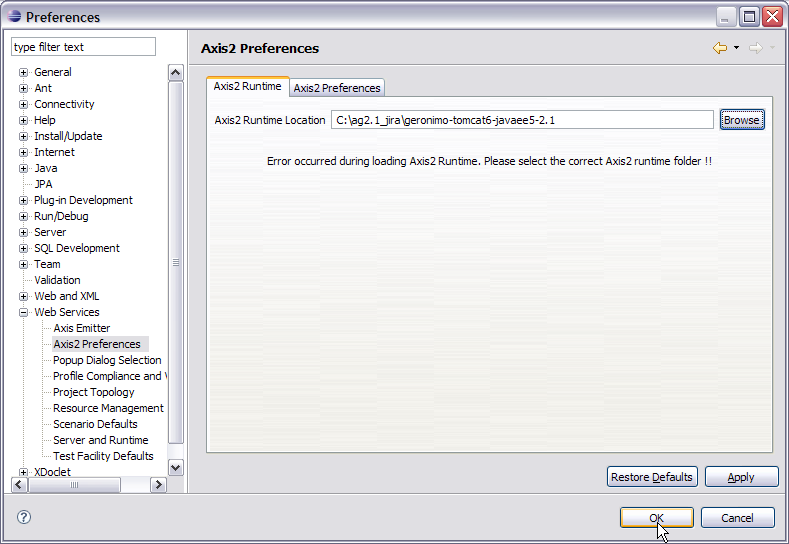 Preferences
type filter text
General
Ant
Connectivity
Help
Install/Update
Internet
Java
JPA
Plug-in Development
Run/Debug
Server
SQL Development
Team
Validation
Web and XML
Web Services
Axis Emitter
Axis2 Preferences
Popup Dialog Selection
Profile Compliance and
Project Topology
Resource Management
Scenario Defaults
Server and Runtime
Test Facility Defaults
XDoclet
Axis2 Preferences
Axis2 Runtime
Axis2 Preferences
Axis2 Runtime Location
C:\ag2.1_jira\geronimo-tomcat6-javaee5-2.1
Browse
Error occurred during loading Axis2 Runtime. Please select the correct Axis2 runtime folder !!
Restore Defaults
Apply
?
OK
Cancel